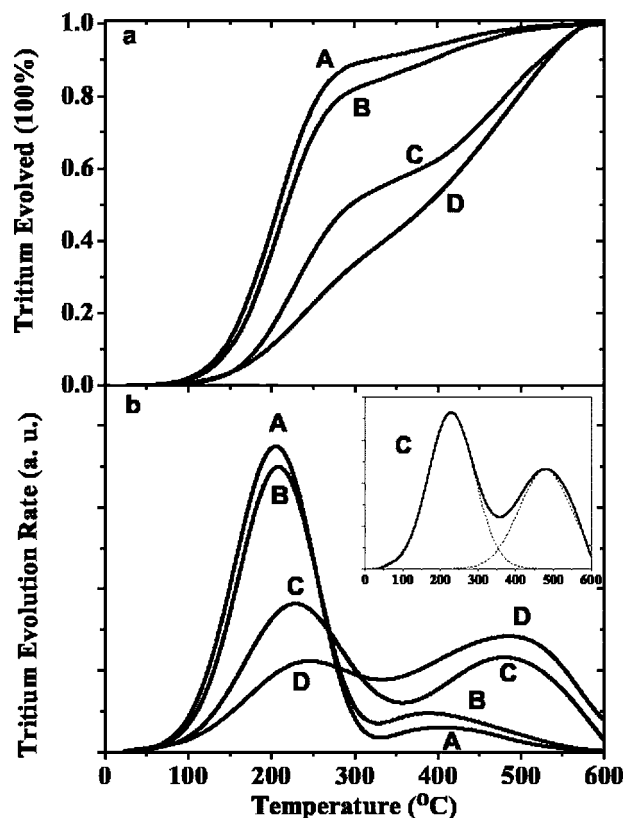 a
Tritium Evolved (100%)
1.0
0.8
0.6
0.4
0.2
0.0
A
B
C
D
b
Tritium Evolution Rate (a. u.)
A
B
C
D
D
C
B
A
C
0 100 200 300 400 500 600
0 100 200 300 400 500 600
Temperature (⁰C)